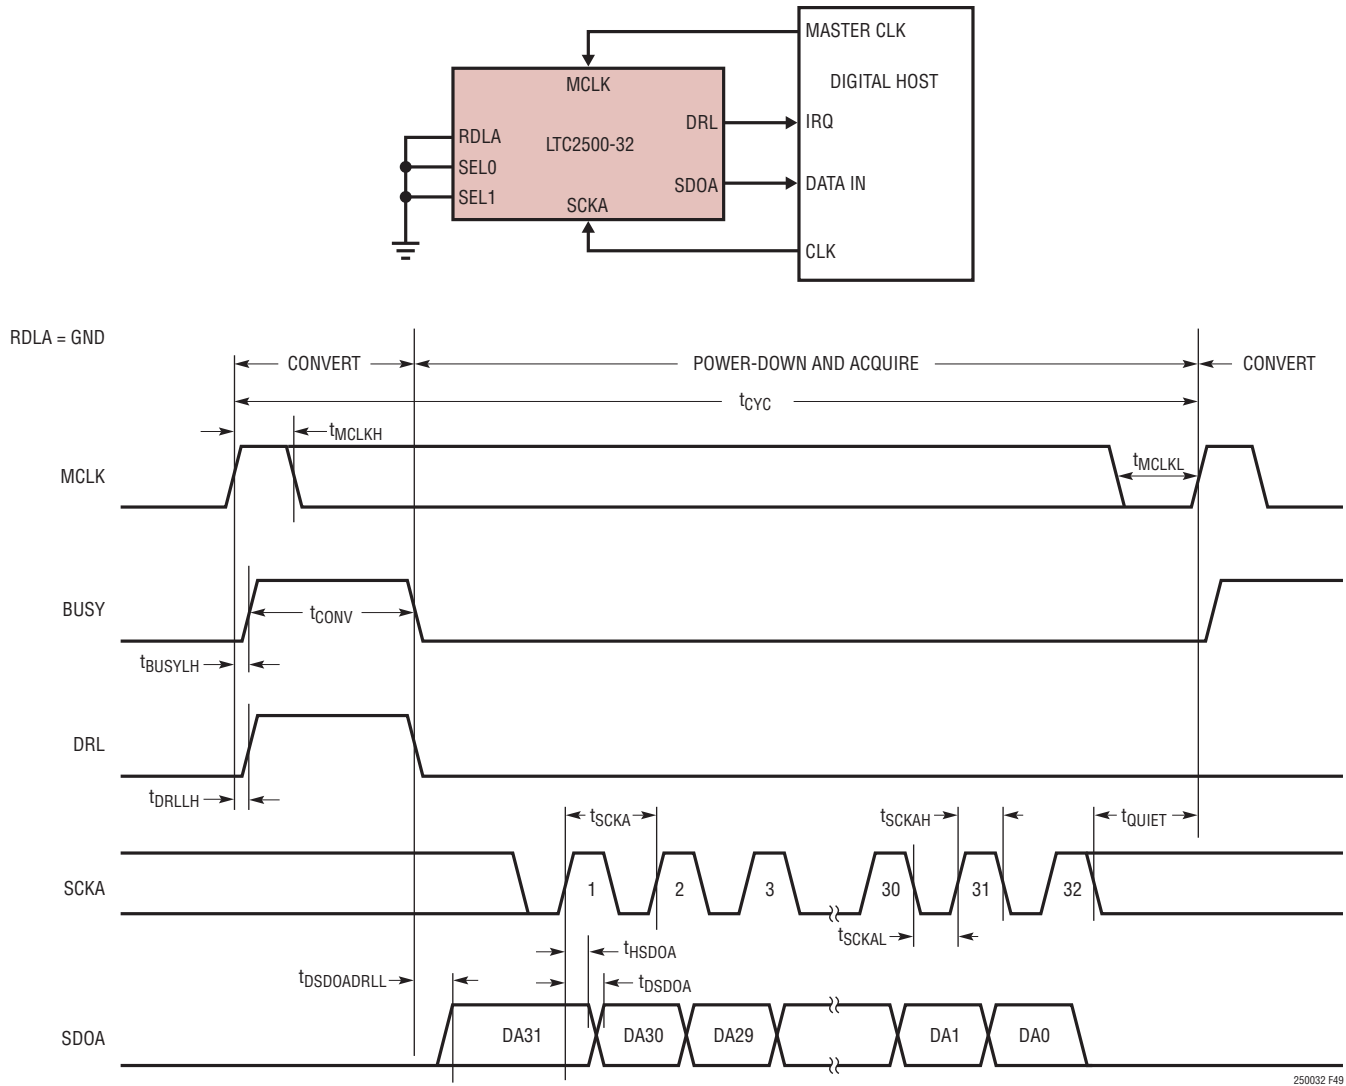 MASTER CLK
MCLK
DIGITAL HOST
DRL
IRQ
RDLA
LTC2500-32
SEL0
SDOA
DATA IN
SEL1
SCKA
CLK
RDLA = GND
CONVERT
POWER-DOWN AND ACQUIRE
CONVERT
tCYC
tMCLKH
MCLK
tMCLKL
BUSY
tCONV
tBUSYLH
DRL
tDRLLH
tSCKA
tSCKAH
tQUIET
SCKA
1
2
3
30
31
32
tSCKAL
tHSDOA
tDSDOADRLL
tDSDOA
SDOA
DA31
DA30
DA29
DA1
DA0
250032 F49